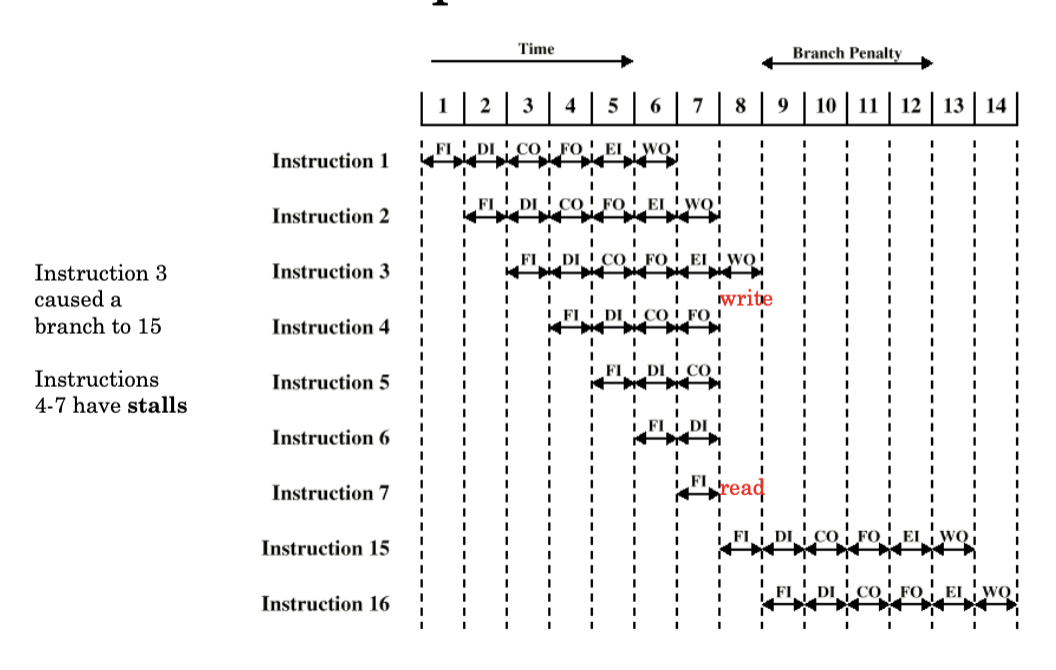 Time
Branch Penalty
1 2 3 4 5 6 7 8 9 10 11 12 13 14
Instruction 1 FI DI CO FO EI WO
Instruction 2 FI DI CO FO EI WO
Instruction 3 FI DI CO FO EI WO
write
Instruction 4 FI DI CO FO
Instruction 5 FI DI CO
Instruction 6 FI DI
Instruction 7 FI read
Instruction 15 FI DI CO FO EI WO
Instruction 16 FI DI CO FO EI WO
Instruction 3
caused a
branch to 15
Instructions
4-7 have stalls